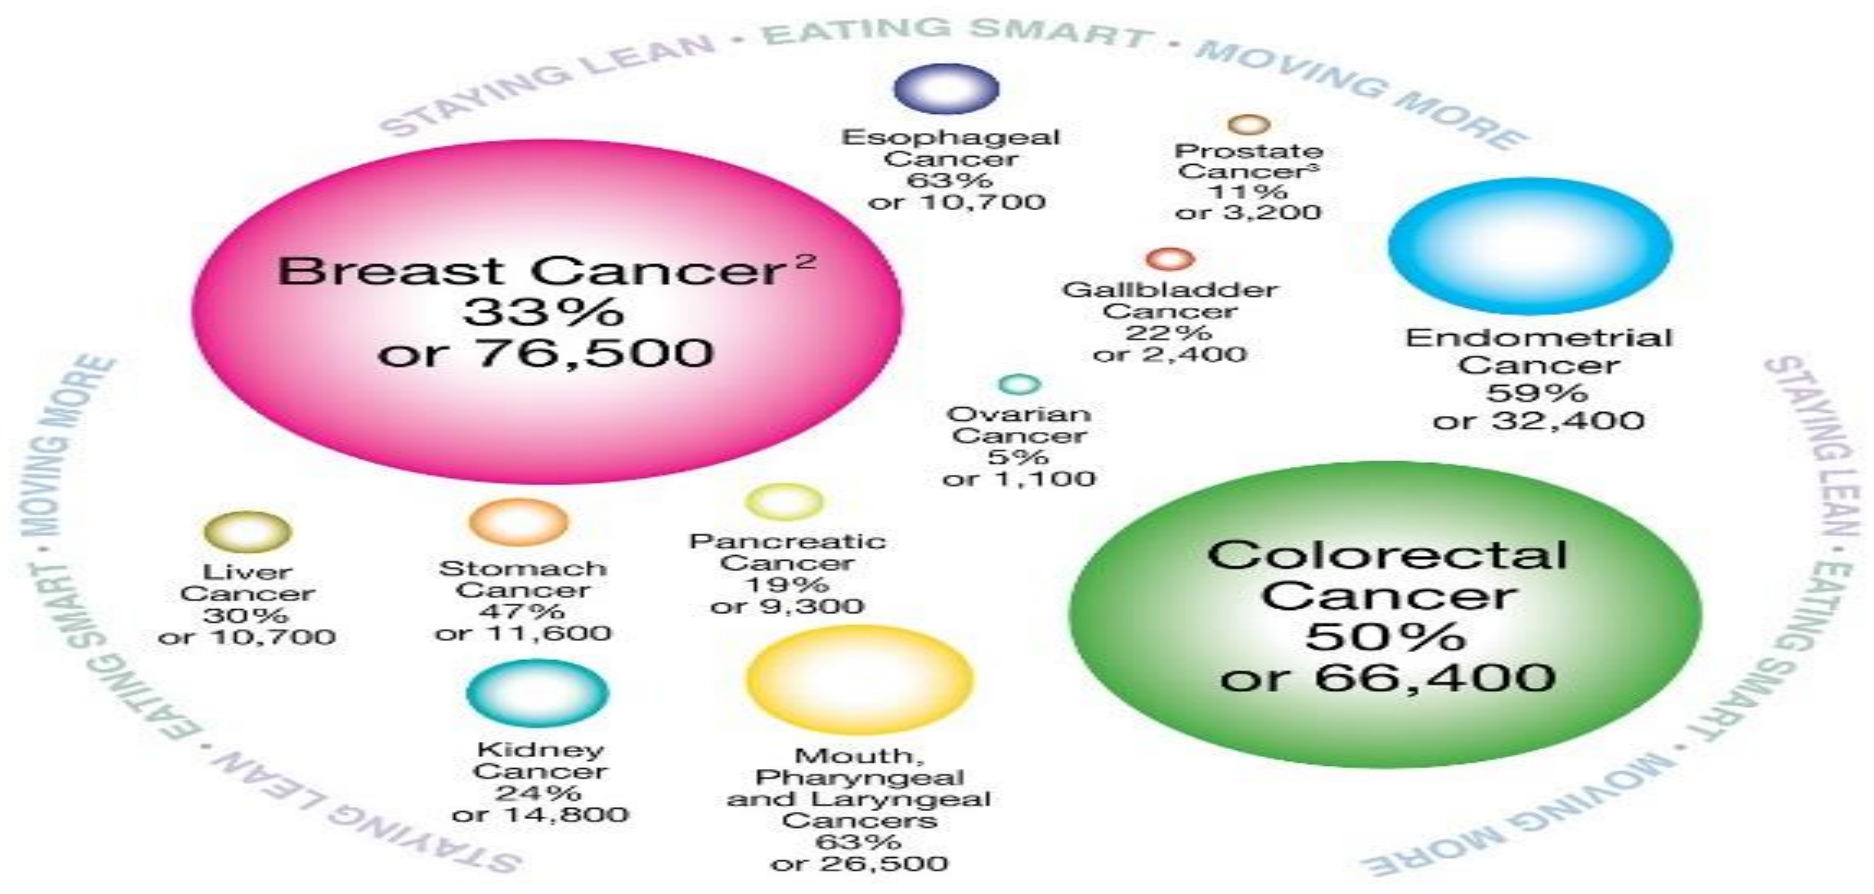 STAYING LEAN • EATING SMART • MOVING MORE
Esophageal
Cancer
63%
or 10,700
Prostate
Cancer³
11%
or 3,200
Breast Cancer²
33%
or 76,500
Gallbladder
Cancer
22%
or 2,400
Endometrial
Cancer
59%
or 32,400
Ovarian
Cancer
5%
or 1,100
Liver
Cancer
30%
or 10,700
Stomach
Cancer
47%
or 11,600
Pancreatic
Cancer
19%
or 9,300
Colorectal
Cancer
50%
or 66,400
Kidney
Cancer
24%
or 14,800
Mouth,
Pharyngeal
and Laryngeal
Cancers
63%
or 26,500
STAYING LEAN • EATING SMART • MOVING MORE
STAYING LEAN • EATING SMART • MOVING MORE